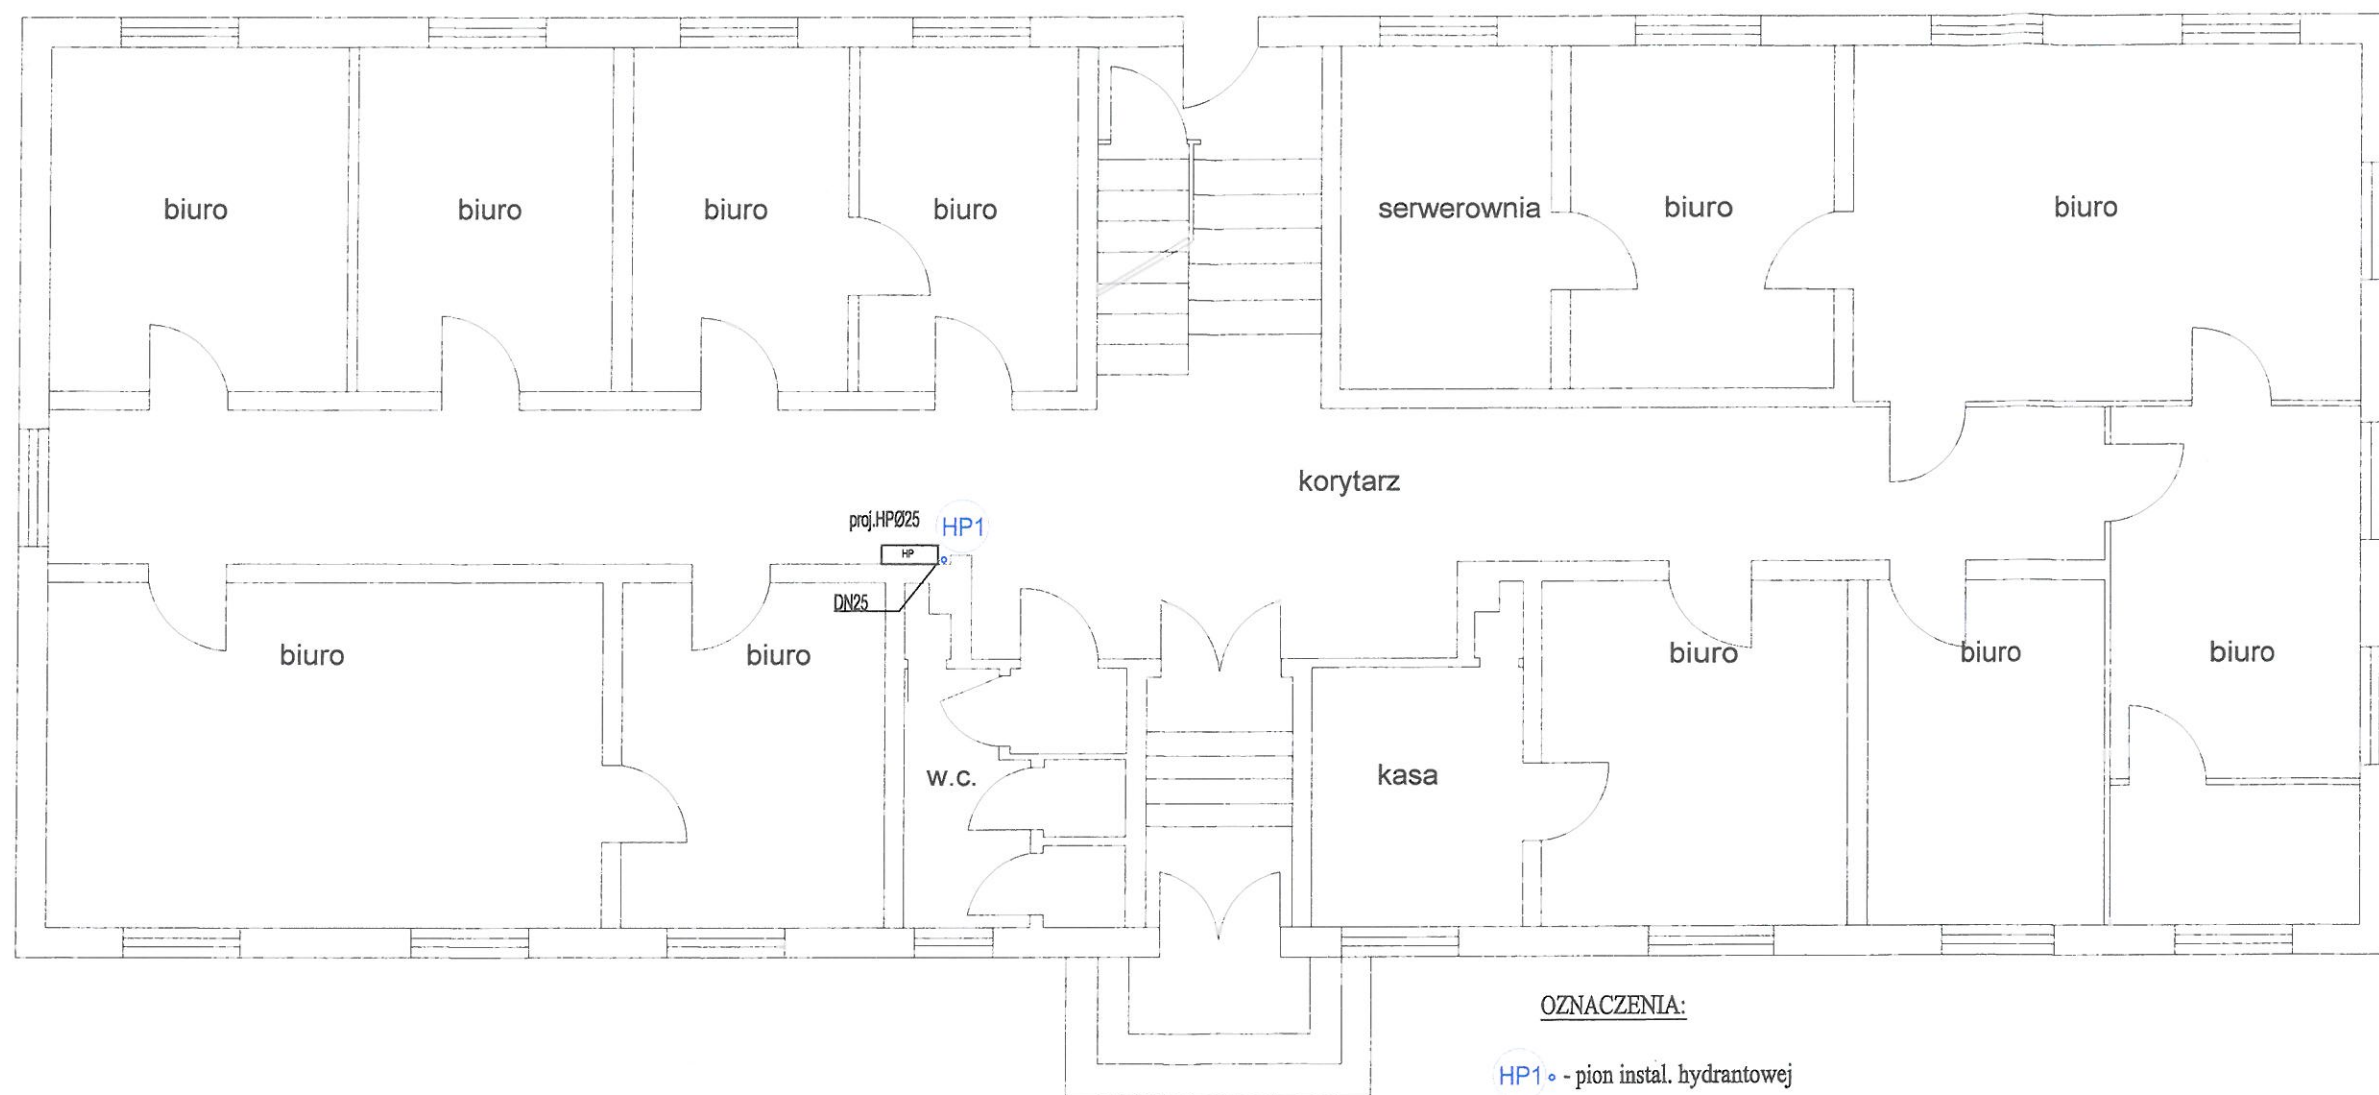 biuro
biuro
biuro
biuro
serwerownia
biuro
biuro
korytarz
proj.HPØ25
HP1
HP
DN25
biuro
biuro
biuro
biuro
biuro
w.c.
kasa
OZNACZENIA:
HP1 - pion instal. hydrantowej